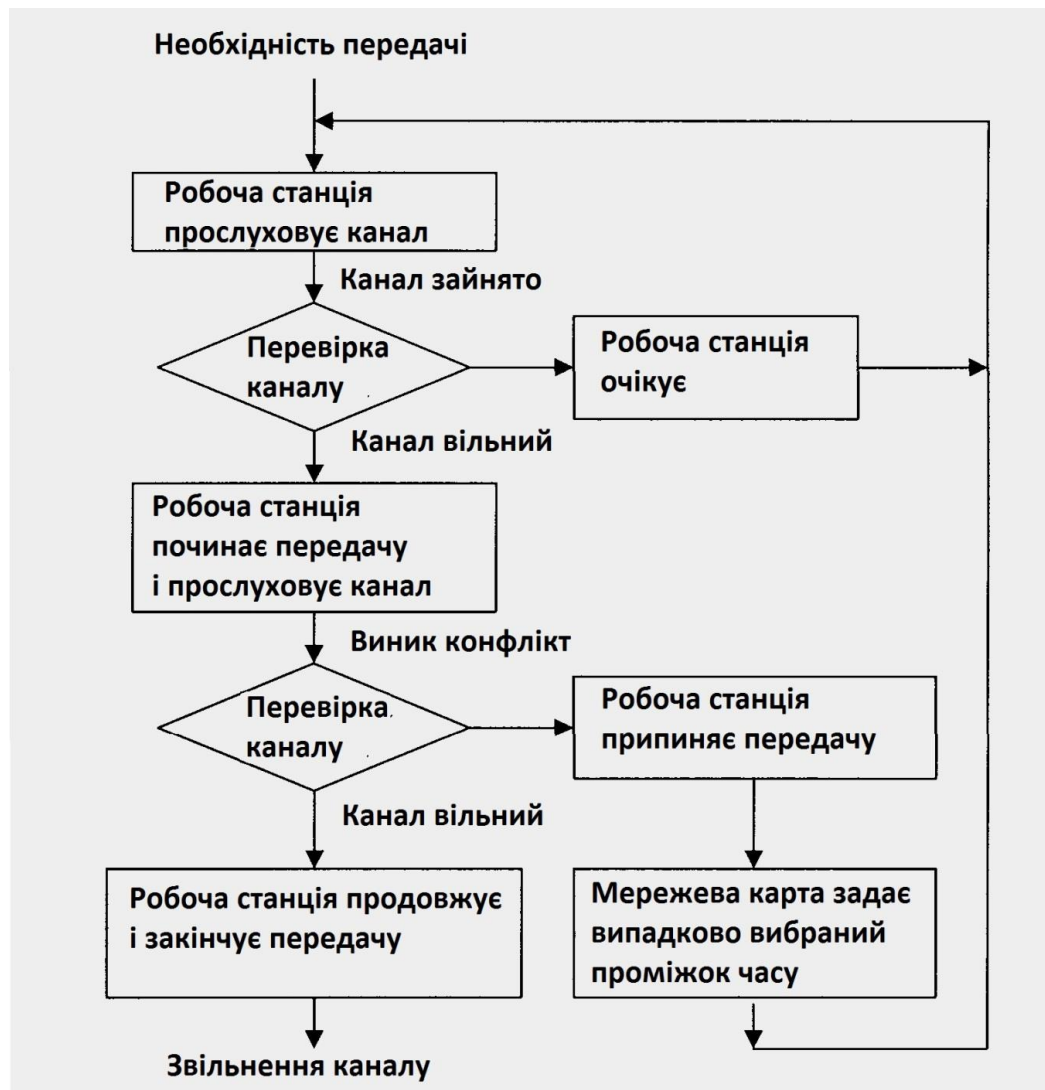 Необхідність передачі
Робоча станція
прослуховує канал
Канал зайнято
Перевірка
каналу
Робоча станція
очікує
Канал вільний
Робоча станція
починає передачу
і прослуховує канал
Виник конфлікт
Перевірка
каналу
Робоча станція
припиняє передачу
Канал вільний
Робоча станція продовжує
і закінчує передачу
Мережева карта задає
випадково вибраний
проміжок часу
Звільнення каналу